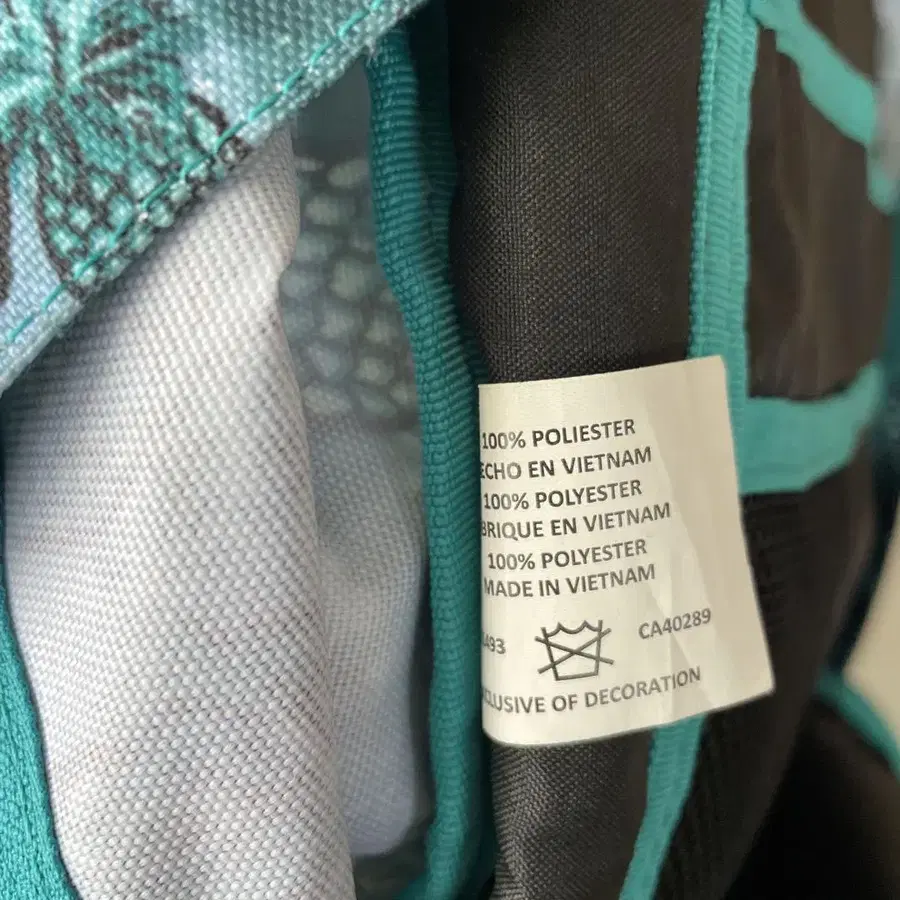 100% POLIESTER
ECHO EN VIETNAM
100% POLYESTER
BRIQUE EN VIETNAM
100% POLYESTER
MADE IN VIETNAM
493 CA40289
CLUSIVE OF DECORATION